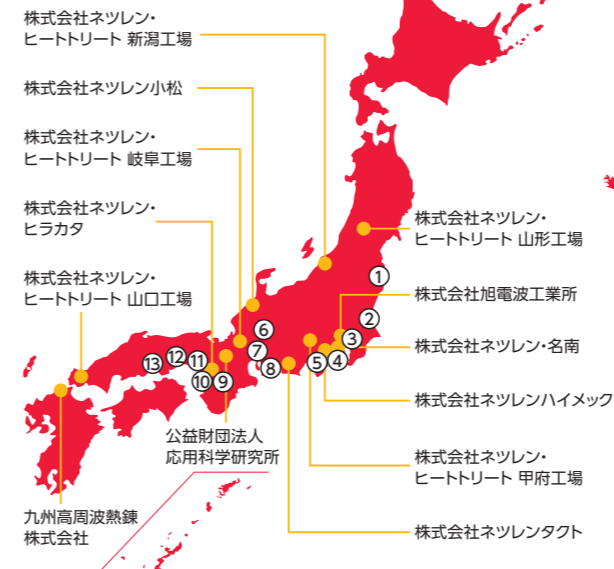 株式会社ネツレン・
ヒートトリート 新潟工場
株式会社ネツレン小松
株式会社ネツレン・
ヒートトリート 岐阜工場
株式会社ネツレン・
ヒラカタ
株式会社ネツレン・
ヒートトリート 山口工場
株式会社ネツレン・
ヒートトリート 山形工場
①
株式会社旭電波工業所
②
③
株式会社ネツレン・名南
④
⑤
⑥
⑦
⑧
⑨
⑩
⑪
⑫
⑬
株式会社ネツレンハイメック
公益財団法人
応用科学研究所
株式会社ネツレン・
ヒートトリート 甲府工場
九州高周波熱錬
株式会社
株式会社ネツレンタクト